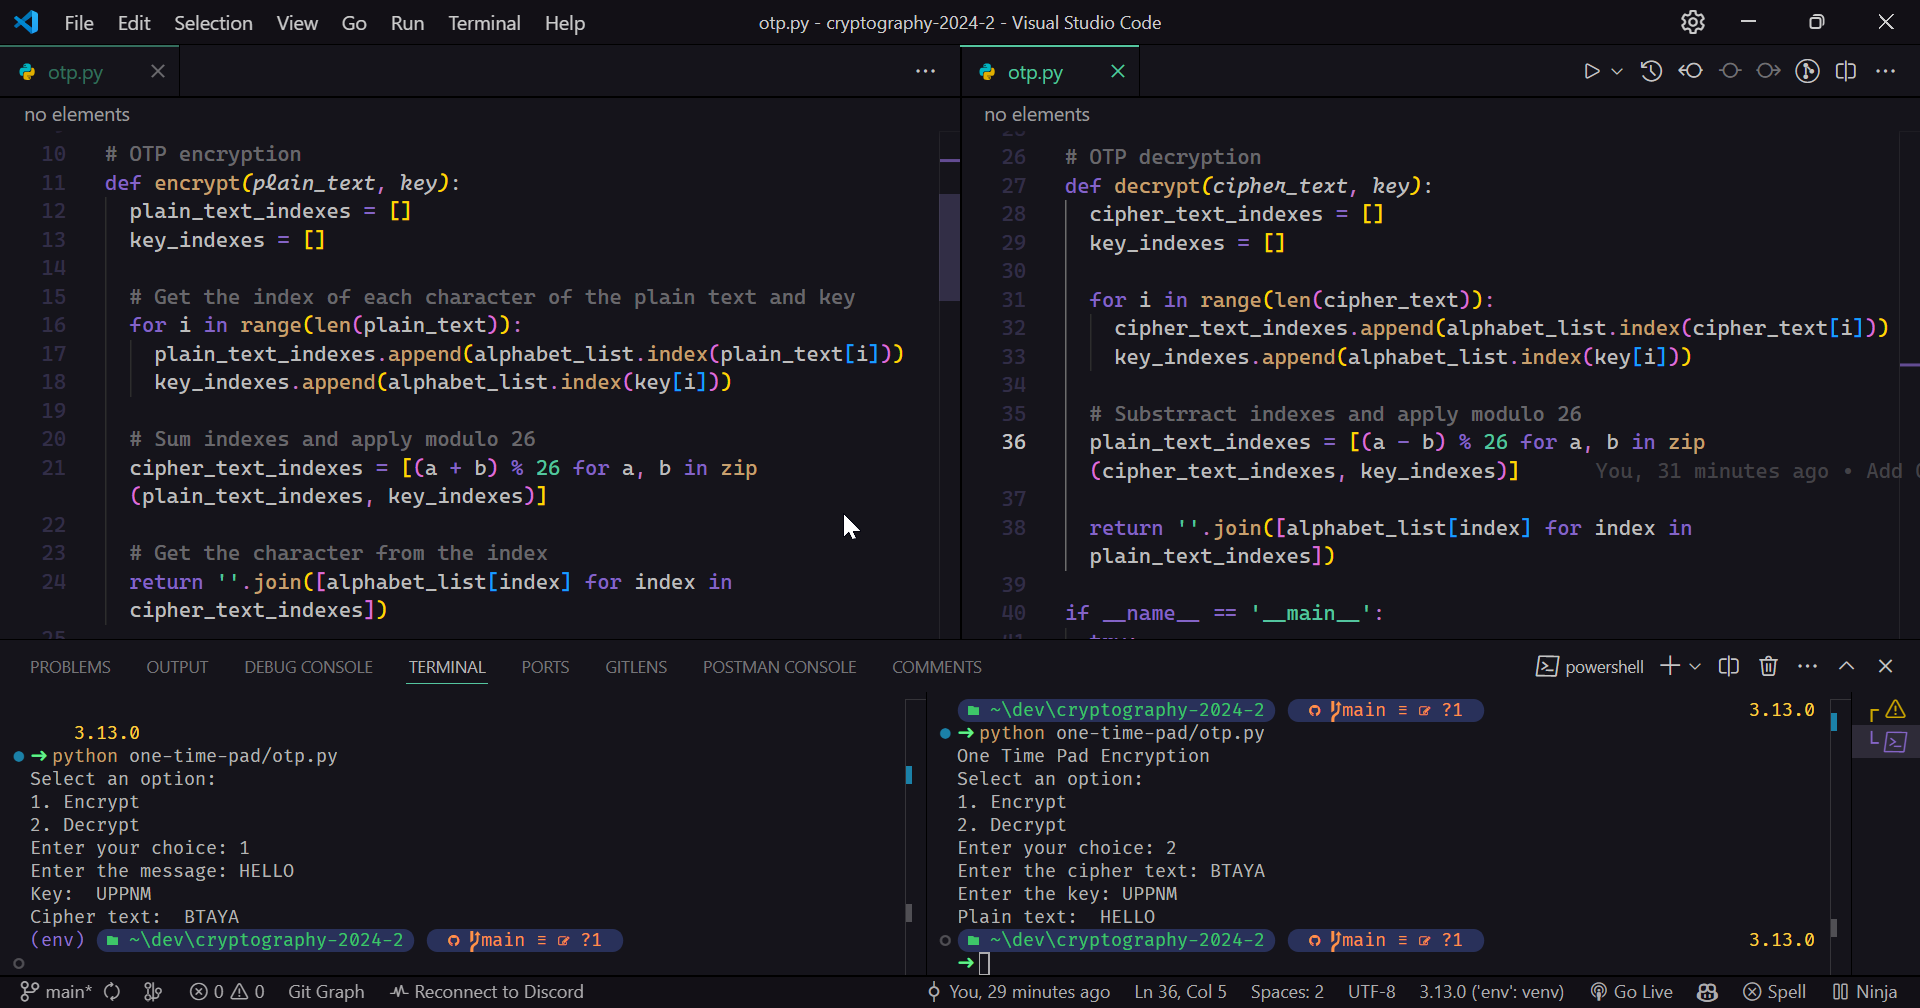 File Edit Selection View Go Run Terminal Help
otp.py - cryptography-2024-2 - Visual Studio Code
otp.py
no elements
10 # OTP encryption
11 def encrypt(plain_text, key):
12 plain_text_indexes = []
13 key_indexes = []
14
15 # Get the index of each character of the plain text and key
16 for i in range(len(plain_text)):
17 plain_text_indexes.append(alphabet_list.index(plain_text[i]))
18 key_indexes.append(alphabet_list.index(key[i]))
19
20 # Sum indexes and apply modulo 26
21 cipher_text_indexes = [(a + b) % 26 for a, b in zip
(plain_text_indexes, key_indexes)]
22
23 # Get the character from the index
24 return ''.join([alphabet_list[index] for index in
cipher_text_indexes])
25
otp.py
no elements
26 # OTP decryption
27 def decrypt(cipher_text, key):
28 cipher_text_indexes = []
29 key_indexes = []
30
31 for i in range(len(cipher_text)):
32 cipher_text_indexes.append(alphabet_list.index(cipher_text[i]))
33 key_indexes.append(alphabet_list.index(key[i]))
34
35 # Substrract indexes and apply modulo 26
36 plain_text_indexes = [(a - b) % 26 for a, b in zip
(cipher_text_indexes, key_indexes)] You, 31 minutes ago • Add
37
38 return ''.join([alphabet_list[index] for index in
plain_text_indexes])
39
40 if __name__ == '__main__':
PROBLEMS OUTPUT DEBUG CONSOLE TERMINAL PORTS GITLENS POSTMAN CONSOLE COMMENTS
powershell
3.13.0
python one-time-pad/otp.py
Select an option:
1. Encrypt
2. Decrypt
Enter your choice: 1
Enter the message: HELLO
Key: UPPNM
Cipher text: BTAYA
(env) ~\dev\cryptography-2024-2 main ≡ ?1
~\dev\cryptography-2024-2 main ≡ ?1 3.13.0
python one-time-pad/otp.py
One Time Pad Encryption
Select an option:
1. Encrypt
2. Decrypt
Enter your choice: 2
Enter the cipher text: BTAYA
Enter the key: UPPNM
Plain text: HELLO
~\dev\cryptography-2024-2 main ≡ ?1 3.13.0
main* 0 0 Git Graph Reconnect to Discord You, 29 minutes ago Ln 36, Col 5 Spaces: 2 UTF-8 3.13.0 ('env': venv) Go Live Spell Ninja